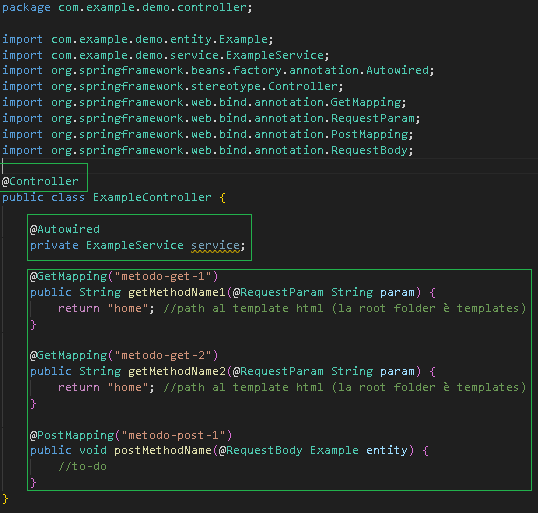 package com.example.demo.controller;
import com.example.demo.entity.Example;
import com.example.demo.service.ExampleService;
import org.springframework.beans.factory.annotation.Autowired;
import org.springframework.stereotype.Controller;
import org.springframework.web.bind.annotation.GetMapping;
import org.springframework.web.bind.annotation.RequestParam;
import org.springframework.web.bind.annotation.PostMapping;
import org.springframework.web.bind.annotation.RequestBody;
@Controller
public class ExampleController {
@Autowired
private ExampleService service;
@GetMapping("metodo-get-1")
public String getMethodName1(@RequestParam String param) {
return "home"; //path al template html (la root folder è templates)
}
@GetMapping("metodo-get-2")
public String getMethodName2(@RequestParam String param) {
return "home"; //path al template html (la root folder è templates)
}
@PostMapping("metodo-post-1")
public void postMethodName(@RequestBody Example entity) {
//to-do
}
}